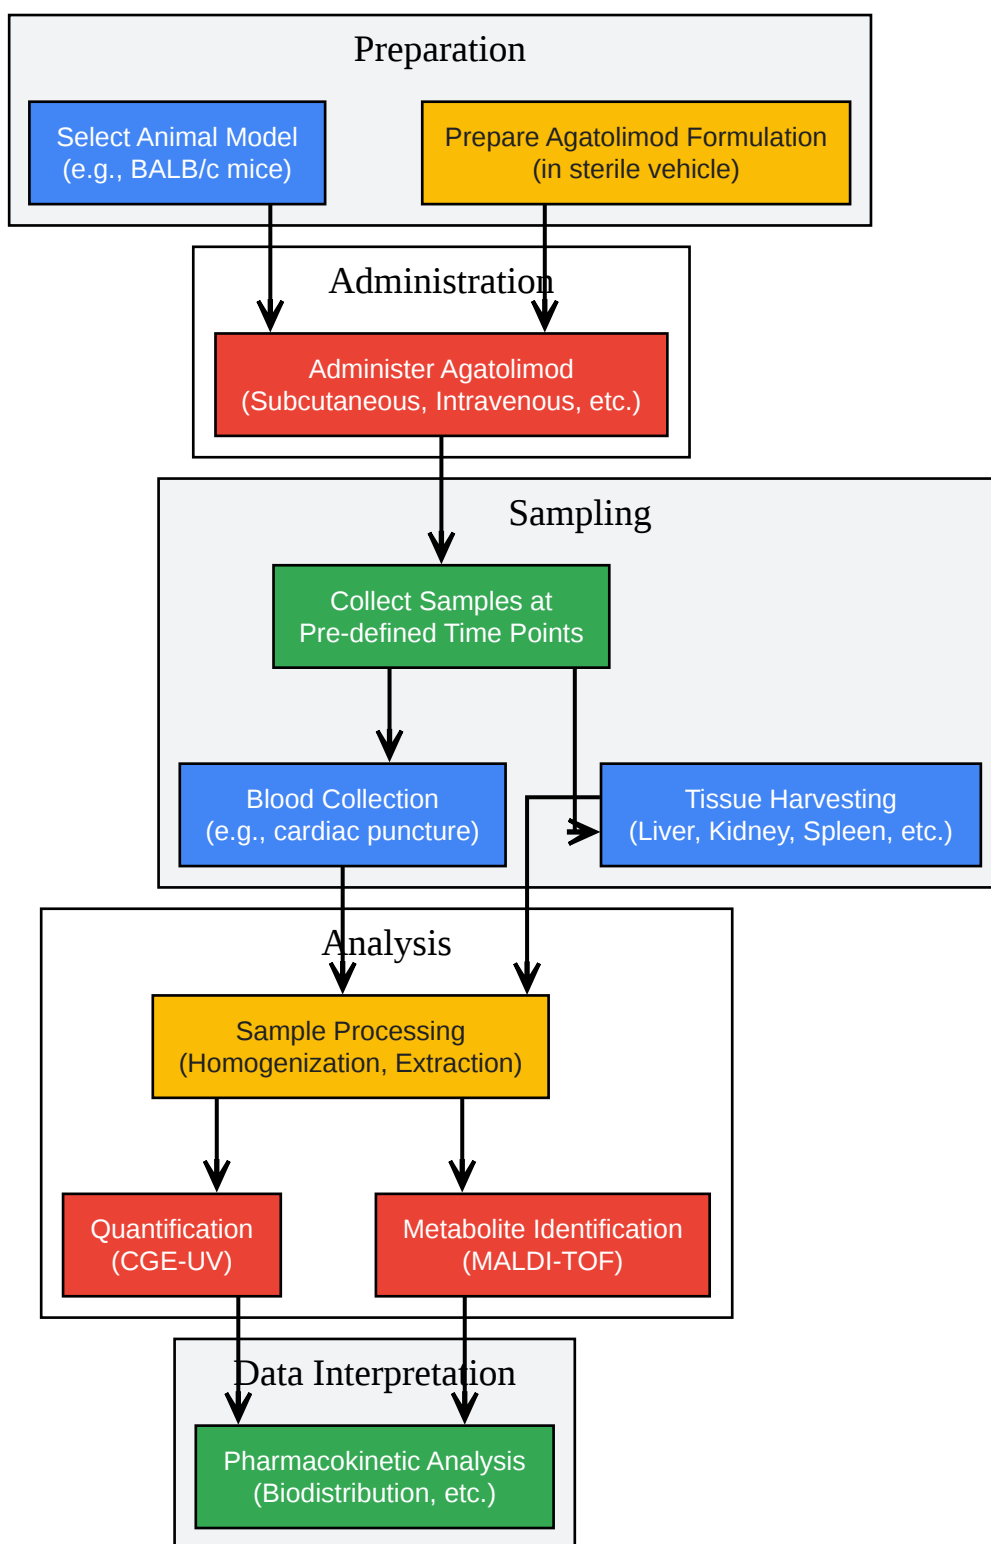 Preparation
Select Animal Model
(e.g., BALB/c mice)
Prepare Agatolimod Formulation
(in sterile vehicle)
Administration
Administer Agatolimod
(Subcutaneous, Intravenous, etc.)
Sampling
Collect Samples at
Pre-defined Time Points
Blood Collection
(e.g., cardiac puncture)
Tissue Harvesting
(Liver, Kidney, Spleen, etc.)
Analysis
Sample Processing
(Homogenization, Extraction)
Quantification
(CGE-UV)
Metabolite Identification
(MALDI-TOF)
Data Interpretation
Pharmacokinetic Analysis
(Biodistribution, etc.)